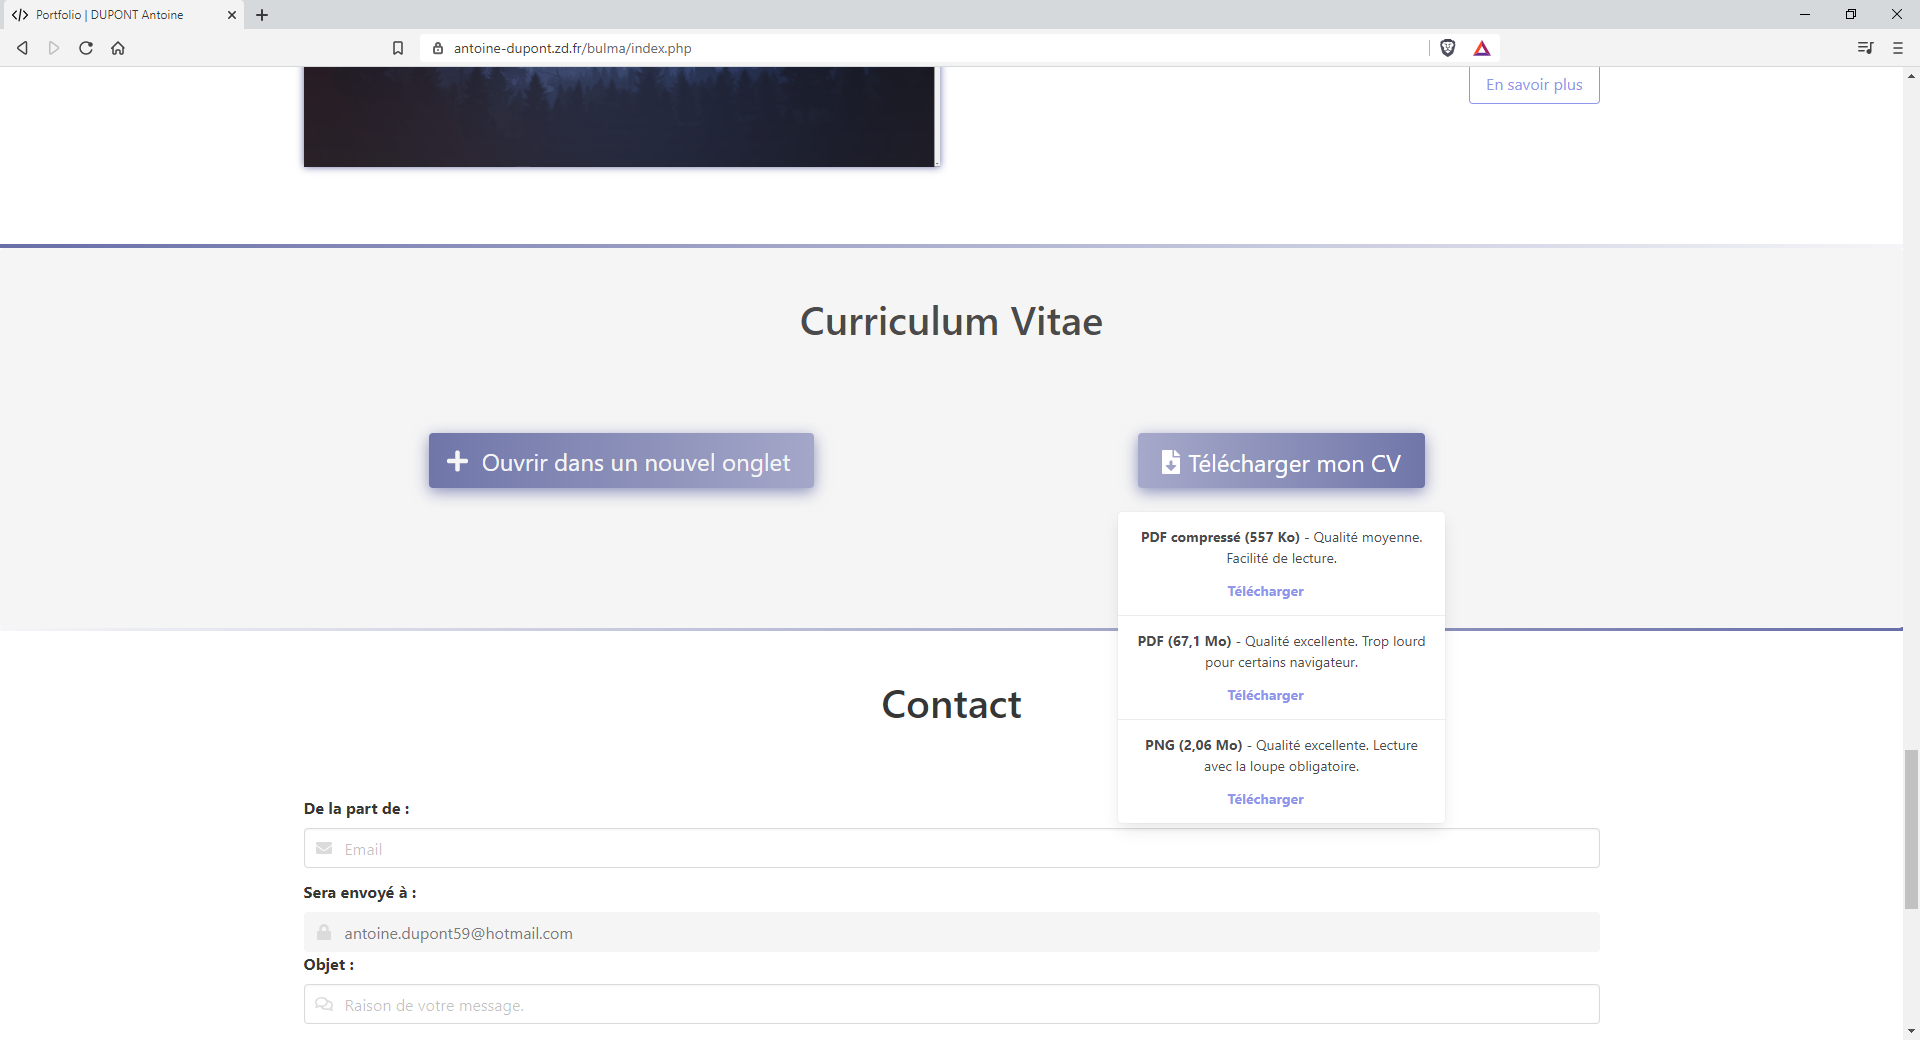 Portfolio | DUPONT Antoine
antoine-dupont.zd.fr/bulma/index.php
En savoir plus
Curriculum Vitae
Ouvrir dans un nouvel onglet
Télécharger mon CV
PDF compressé (557 Ko) - Qualité moyenne.
Facilité de lecture.
Télécharger
PDF (67,1 Mo) - Qualité excellente. Trop lourd
pour certains navigateur.
Télécharger
PNG (2,06 Mo) - Qualité excellente. Lecture
avec la loupe obligatoire.
Télécharger
Contact
De la part de :
Email
Sera envoyé à :
antoine.dupont59@hotmail.com
Objet :
Raison de votre message.